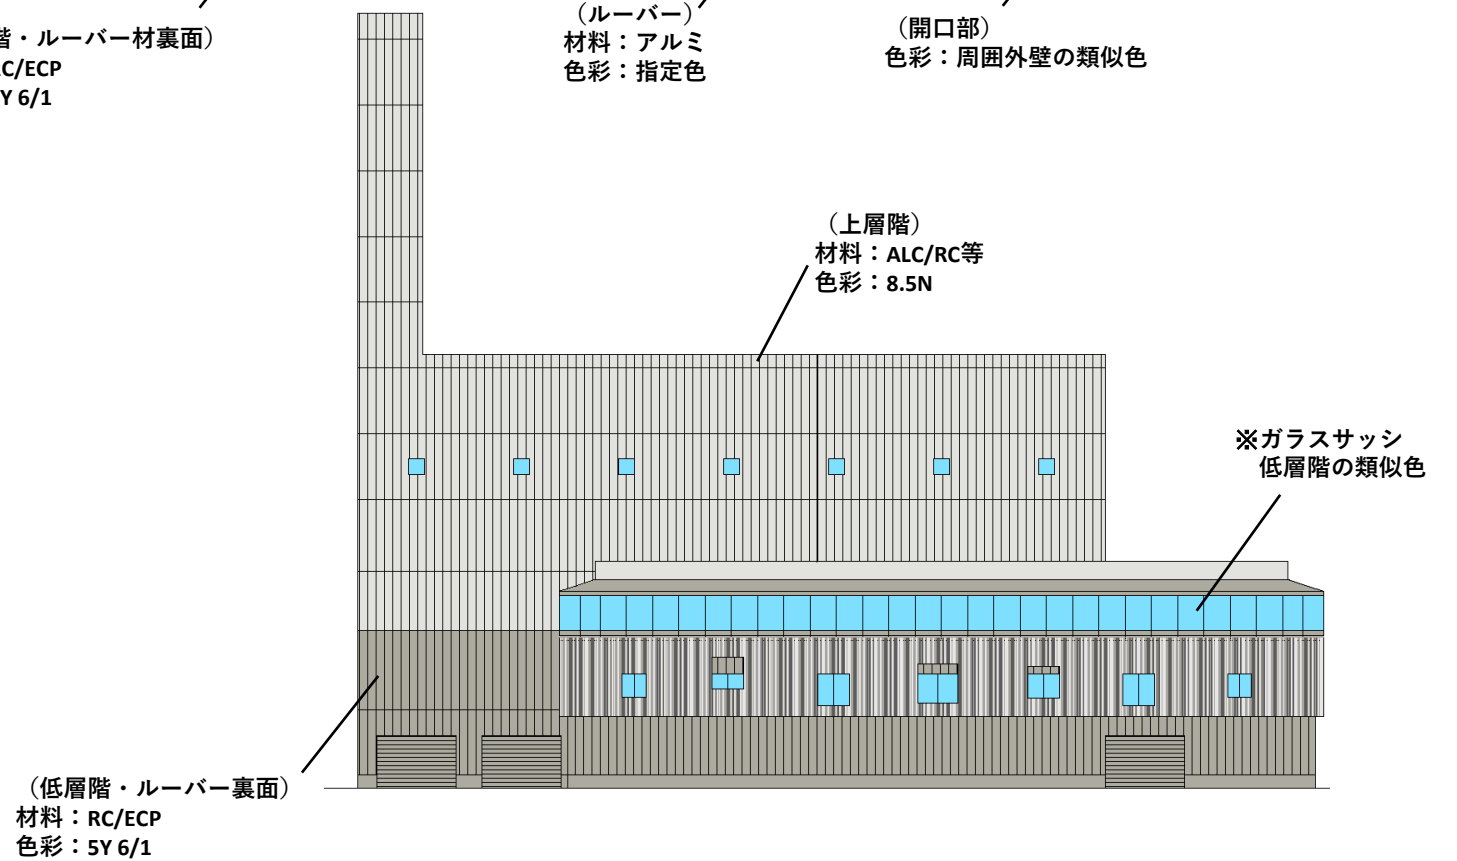 階・ルーバー材裏面）
C/ECP
Y 6/1
（ルーバー）
材料：アルミ
色彩：指定色
（開口部）
色彩：周囲外壁の類似色
（上層階）
材料：ALC/RC等
色彩：8.5N
※ガラスサッシ
低層階の類似色
（低層階・ルーバー裏面）
材料：RC/ECP
色彩：5Y 6/1